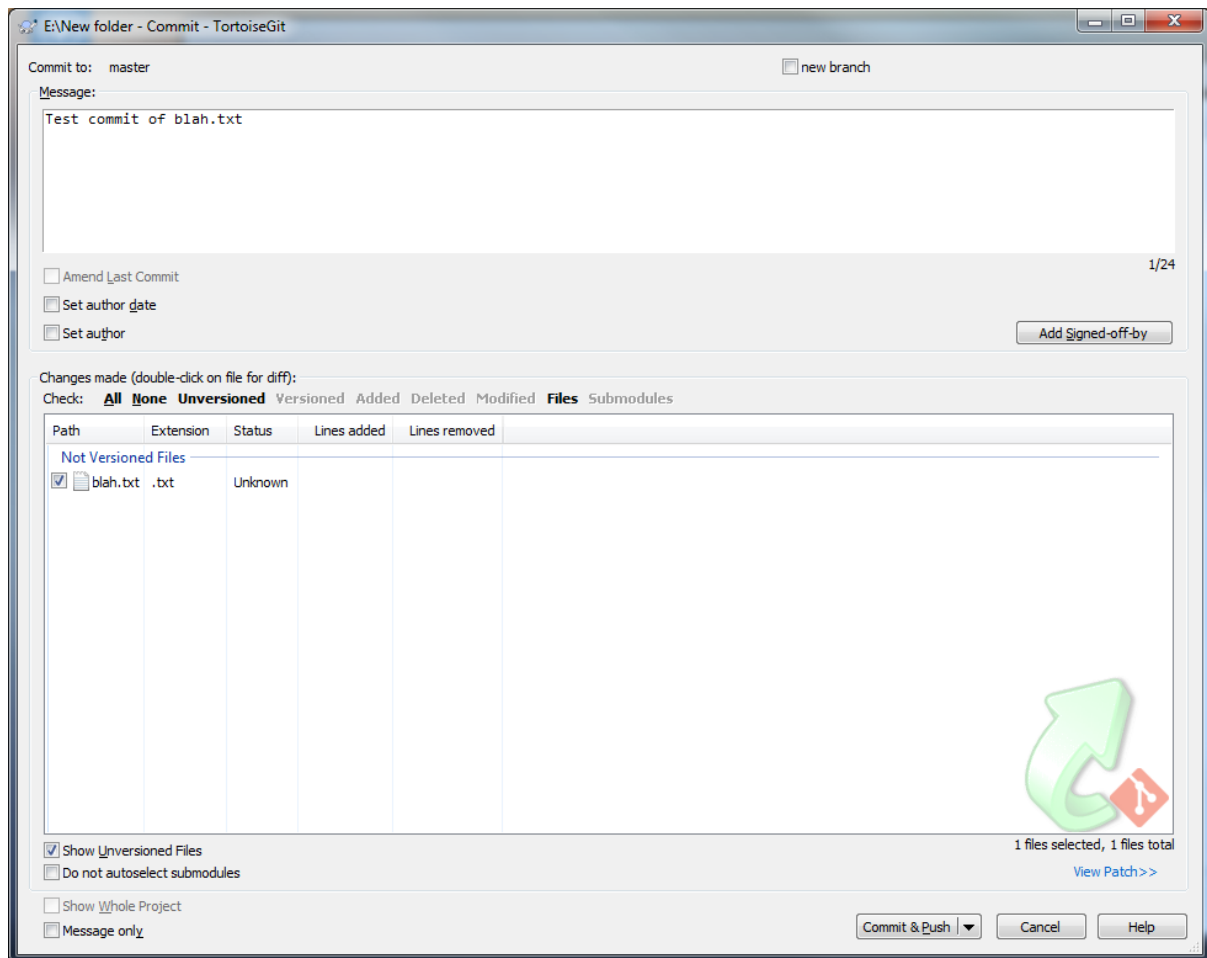 E:\New folder - Commit - TortoiseGit
Commit to: master new branch
Message:
Test commit of blah.txt
1/24
Amend Last Commit
Set author date
Set author Add Signed-off-by
Changes made (double-click on file for diff):
Check: All None Unversioned Versioned Added Deleted Modified Files Submodules
Path Extension Status Lines added Lines removed
Not Versioned Files
blah.txt .txt Unknown
Show Unversioned Files 1 files selected, 1 files total
Do not autoselect submodules View Patch>>
Show Whole Project
Message only Commit & Push Cancel Help